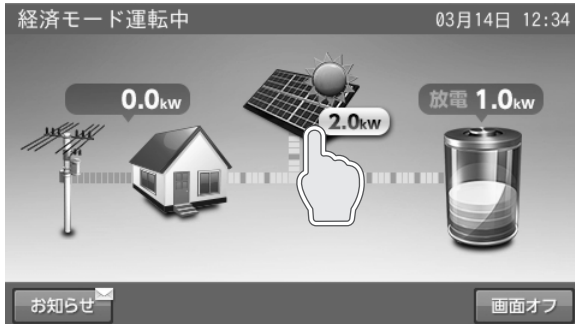 経済モード運転中
03月14日 12:34
0.0kw
2.0kw
放電 1.0kw
お知らせ
画面オフ